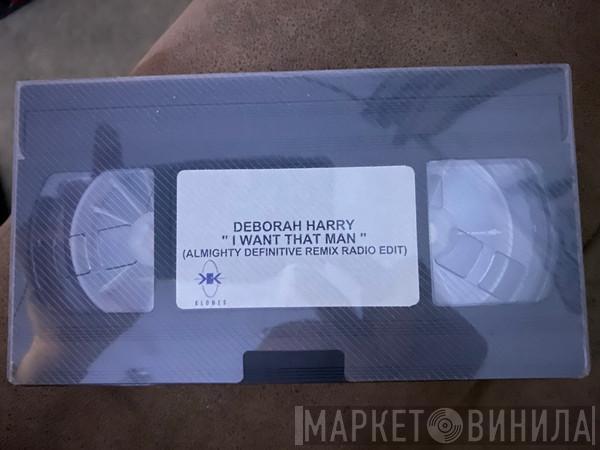 DEBORAH HARRY
" I WANT THAT MAN "
(ALMIGHTY DEFINITIVE REMIX RADIO EDIT)
KLONES
МАРКЕТ ВИНИЛА